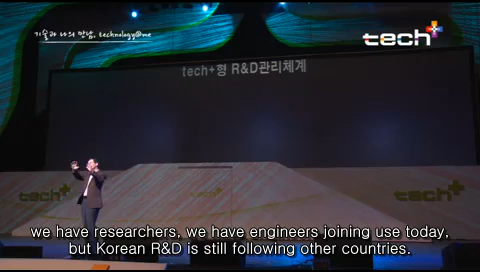 기술과 나의 만남, technology@me
tech+
tech+형 R&D관리체계
tech+
tech+
we have researchers, we have engineers joining use today,
but Korean R&D is still following other countries.